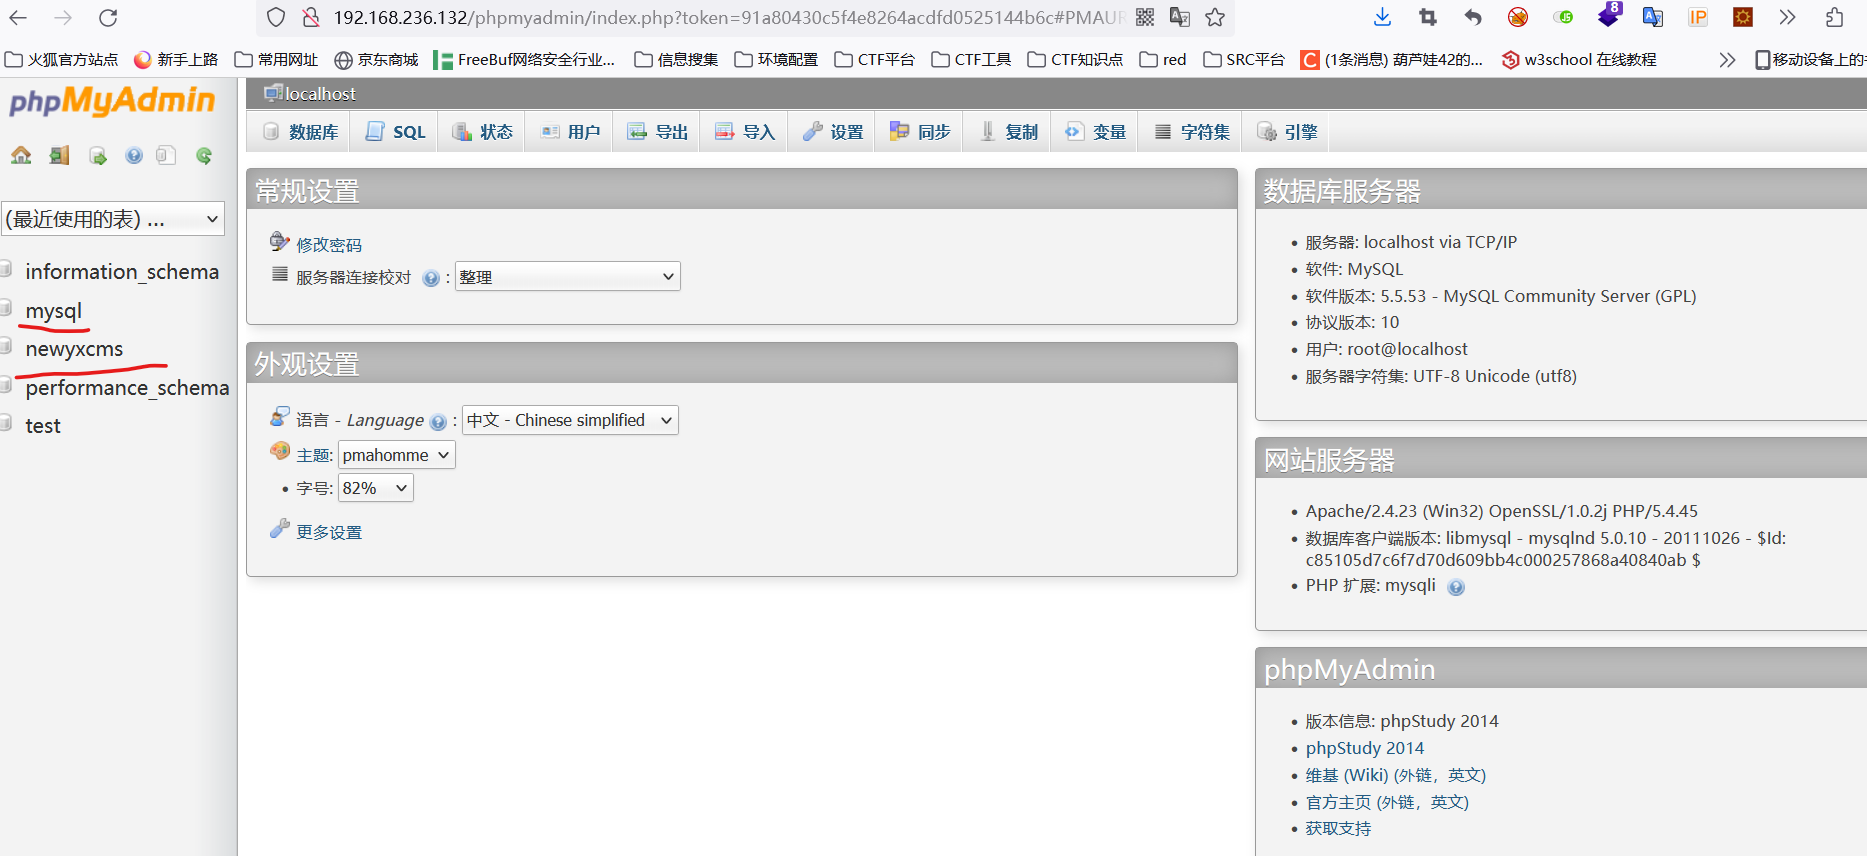 192.168.236.132/phpmyadmin/index.php?token=91a80430c5f4e8264acdfd0525144b6c#PMAUR
8
IP
火狐官方站点 新手上路 常用网址 京东商城 FreeBuf网络安全行业... 信息搜集 环境配置 CTF平台 CTF工具 CTF知识点 red SRC平台 (1条消息) 葫芦娃42的... w3school 在线教程 移动设备上的
phpMyAdmin
localhost
数据库 SQL 状态 用户 导出 导入 设置 同步 复制 变量 字符集 引擎
(最近使用的表) ...
information_schema
mysql
newyxcms
performance_schema
test
常规设置
修改密码
服务器连接校对 : 整理
外观设置
语言 - Language : 中文 - Chinese simplified
主题: pmahomme
• 字号: 82%
更多设置
数据库服务器
• 服务器: localhost via TCP/IP
• 软件: MySQL
• 软件版本: 5.5.53 - MySQL Community Server (GPL)
• 协议版本: 10
• 用户: root@localhost
• 服务器字符集: UTF-8 Unicode (utf8)
网站服务器
• Apache/2.4.23 (Win32) OpenSSL/1.0.2j PHP/5.4.45
• 数据库客户端版本: libmysql - mysqlnd 5.0.10 - 20111026 - $Id:
c85105d7c6f7d70d609bb4c000257868a40840ab $
• PHP 扩展: mysqli
phpMyAdmin
• 版本信息: phpStudy 2014
• phpStudy 2014
• 维基 (Wiki) (外链，英文)
• 官方主页 (外链，英文)
• 获取支持